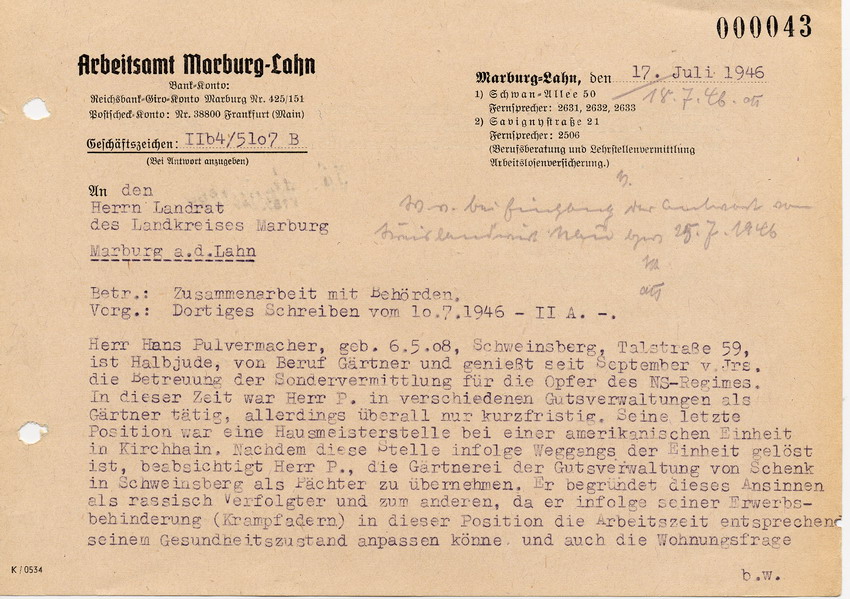 000043
Arbeitsamt Marburg-Lahn
Bank-Konto:
Reichsbank-Giro-Konto Marburg Nr. 425/151
Postscheck-Konto: Nr. 38800 Frankfurt (Main)
Geschäftszeichen: IIb4/51o7 B
(Bei Antwort anzugeben)
Marburg-Lahn, den 17. Juli 1946
1) Schwan-Allee 50
Fernsprecher: 2631, 2632, 2633
18.7.46.
2) Savignystraße 21
Fernsprecher: 2506
(Berufsberatung und Lehrstellenvermittlung
Arbeitslosenversicherung.)
An den
Herrn Landrat
des Landkreises Marburg
Marburg a.d.Lahn
W.v. bei Eingang der Antwort vom
25.7.1946
Betr.: Zusammenarbeit mit Behörden.
Vorg.: Dortiges Schreiben vom 1o.7.1946 - II A. -.
Herr Hans Pulvermacher, geb. 6.5.o8, Schweinsberg, Talstraße 59,
ist Halbjude, von Beruf Gärtner und genießt seit September v.Jrs.
die Betreuung der Sondervermittlung für die Opfer des NS-Regimes.
In dieser Zeit war Herr P. in verschiedenen Gutsverwaltungen als
Gärtner tätig, allerdings überall nur kurzfristig. Seine letzte
Position war eine Hausmeisterstelle bei einer amerikanischen Einheit
in Kirchhain. Nachdem diese Stelle infolge Weggangs der Einheit gelöst
ist, beabsichtigt Herr P., die Gärtnerei der Gutsverwaltung von Schenk
in Schweinsberg als Pächter zu übernehmen. Er begründet dieses Ansinnen
als rassisch Verfolgter und zum anderen, da er infolge seiner Erwerbs-
behinderung (Krampfadern) in dieser Position die Arbeitszeit entsprechend
seinem Gesundheitszustand anpassen könne und auch die Wohnungsfrage
K/0534
b.w.